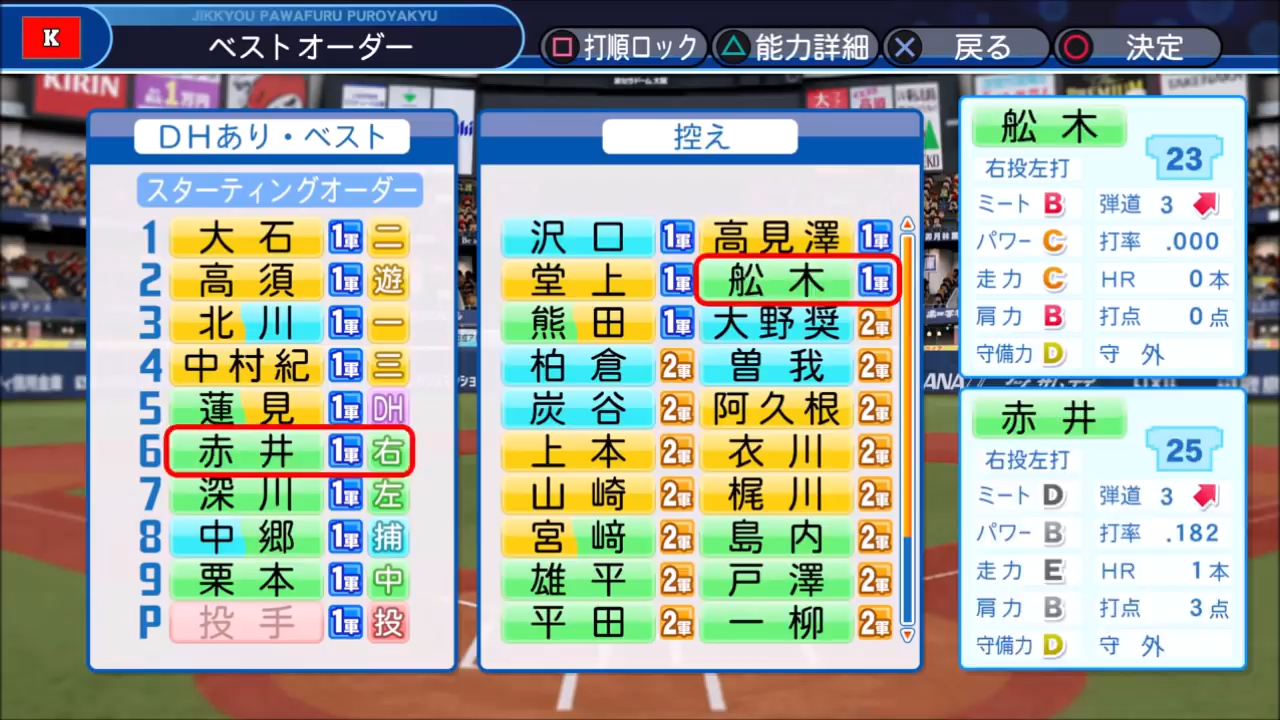 JIKKYOU PAWAFURU PUROYAKYU
K
ベストオーダー
打順ロック 能力詳細 戻る 決定
KIRIN
DHあり・ベスト
スターティングオーダー
1 大石 1軍 二
2 高須 1軍 遊
3 北川 1軍 一
4 中村紀 1軍 三
5 蓮見 1軍 DH
6 赤井 1軍 右
7 深川 1軍 左
8 中郷 1軍 捕
9 栗本 1軍 中
P 投手 1軍 投
控え
沢口 1軍 高見澤 1軍
堂上 1軍 舩木 1軍
熊田 1軍 大野奨 2軍
柏倉 2軍 曽我 2軍
炭谷 2軍 阿久根 2軍
上本 2軍 衣川 2軍
山崎 2軍 梶川 2軍
宮﨑 2軍 島内 2軍
雄平 2軍 戸澤 2軍
平田 2軍 一柳 2軍
舩木
右投左打 23
ミート B 弾道 3
パワー C 打率 .000
走力 C HR 0本
肩力 B 打点 0点
守備力 D 守 外
赤井
右投左打 25
ミート D 弾道 3
パワー B 打率 .182
走力 E HR 1本
肩力 B 打点 3点
守備力 D 守 外